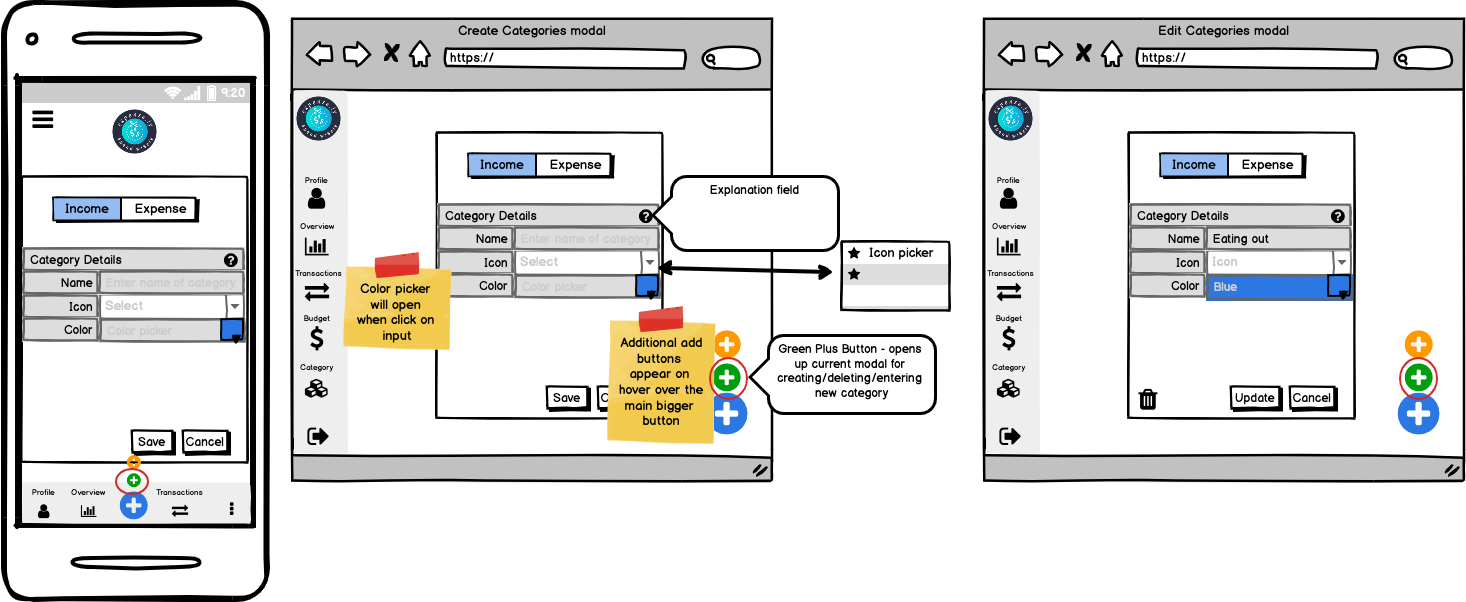 9:20
Income
Expense
Category Details
?
Name
Enter name of category
Icon
Select
Color
Color picker
Save
Cancel
Profile
Overview
Transactions
Create Categories modal
https://
Profile
Overview
Transactions
Budget
$
Category
Income
Expense
Category Details
?
Name
Enter name of category
Icon
Select
Color
Color picker
Save
C
Explanation field
Icon picker
Color picker
will open
when click on
input
Additional add
buttons
appear on
hover over the
main bigger
button
Green Plus Button - opens
up current modal for
creating/deleting/entering
new category
Edit Categories modal
https://
Profile
Overview
Transactions
Budget
$
Category
Income
Expense
Category Details
?
Name
Eating out
Icon
Icon
Color
Blue
Update
Cancel